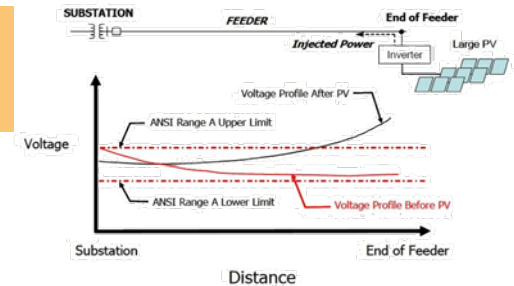 SUBSTATION
FEEDER
End of Feeder
Injected Power
Inverter
Large PV
Voltage Profile After PV
ANSI Range A Upper Limit
Voltage
ANSI Range A Lower Limit
Voltage Profile Before PV
Substation
End of Feeder
Distance